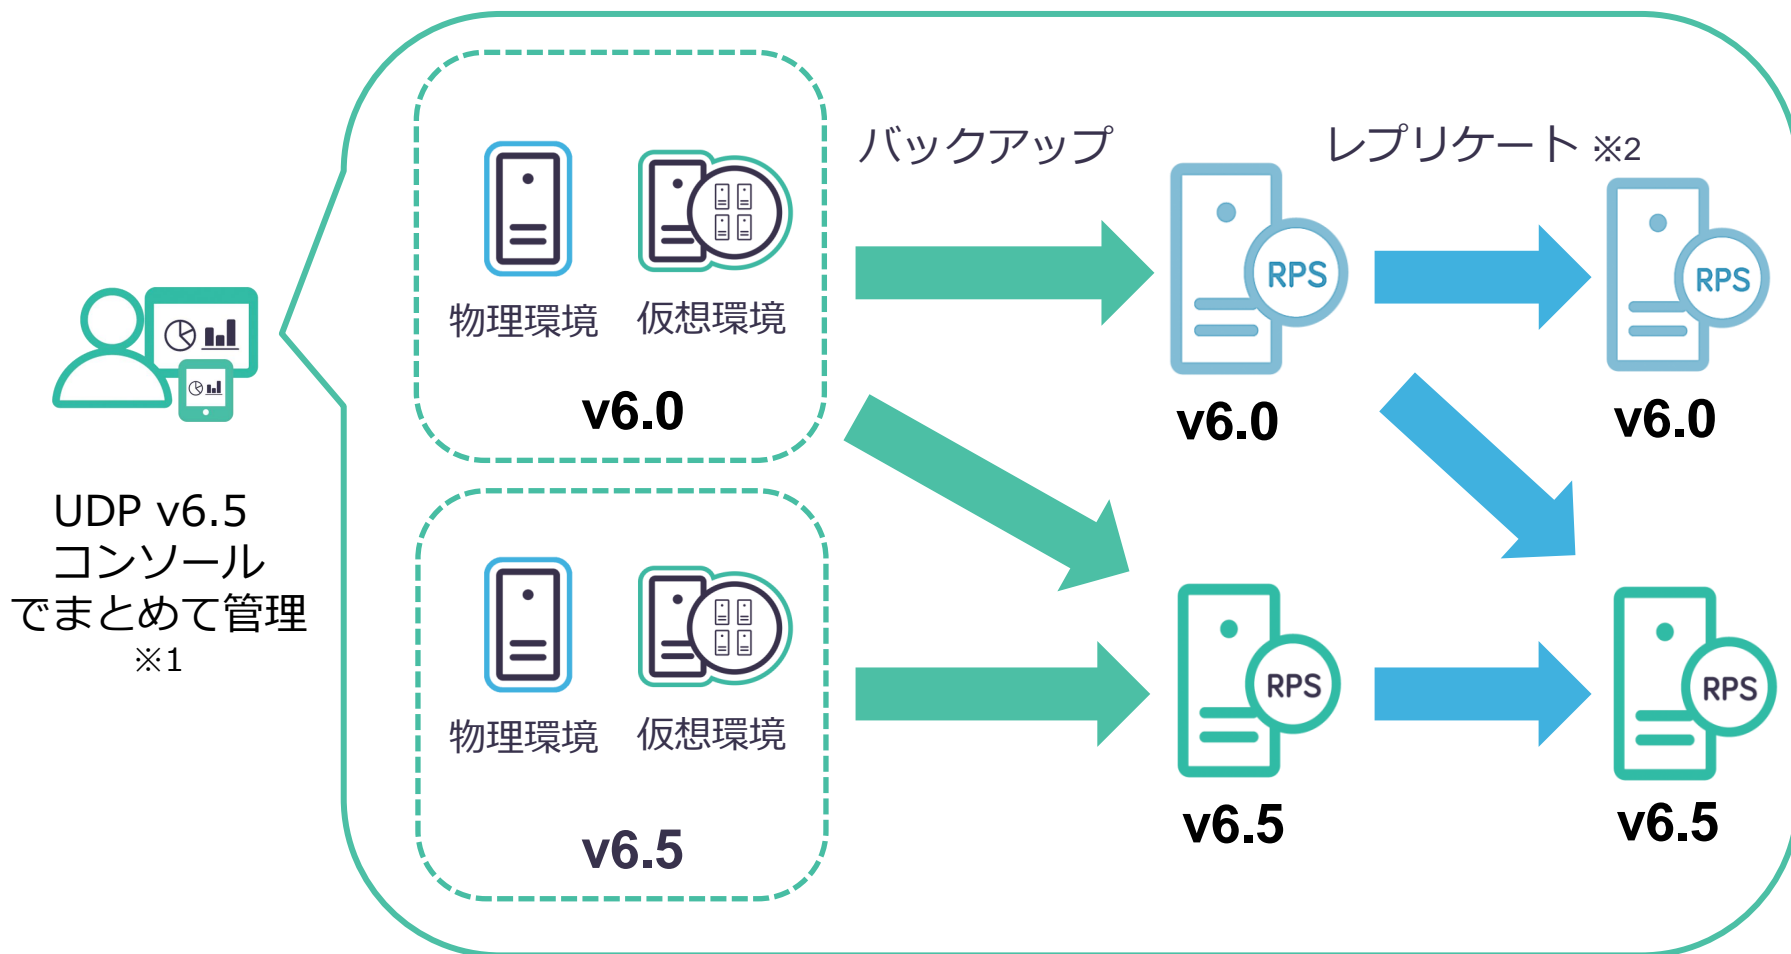 バックアップ
レプリケート ※2
物理環境
仮想環境
v6.0
RPS
v6.0
RPS
v6.0
UDP v6.5
コンソール
でまとめて管理
※1
物理環境
仮想環境
v6.5
RPS
v6.5
RPS
v6.5